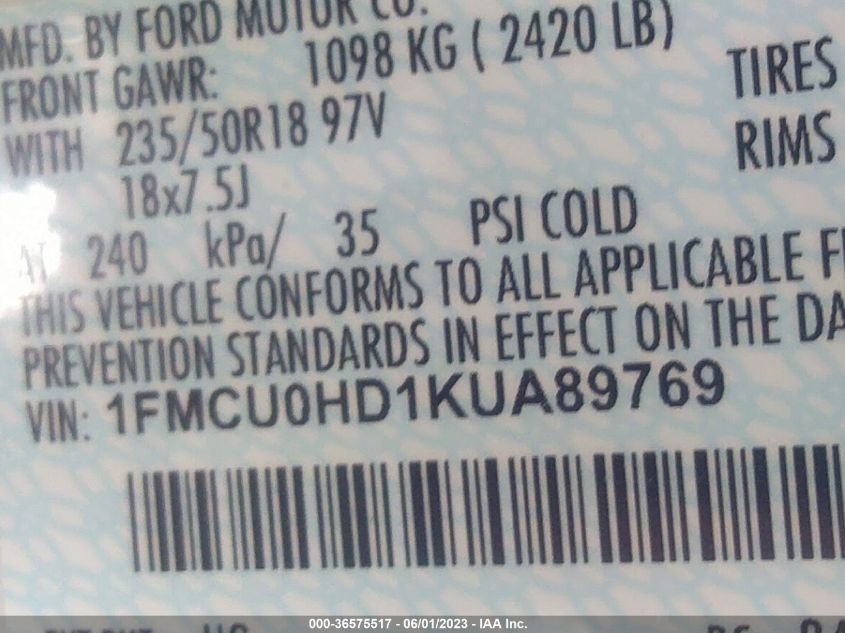 MFD. BY FORD MOTOR CO.
FRONT GAWR: 1098 KG ( 2420 LB)
WITH 235/50R18 97V TIRES
18x7.5J RIMS
AT 240 kPa/ 35 PSI COLD
THIS VEHICLE CONFORMS TO ALL APPLICABLE
PREVENTION STANDARDS IN EFFECT ON THE
VIN: 1FMCU0HD1KUA89769
000-36575517 - 06/01/2023 - IAA Inc.